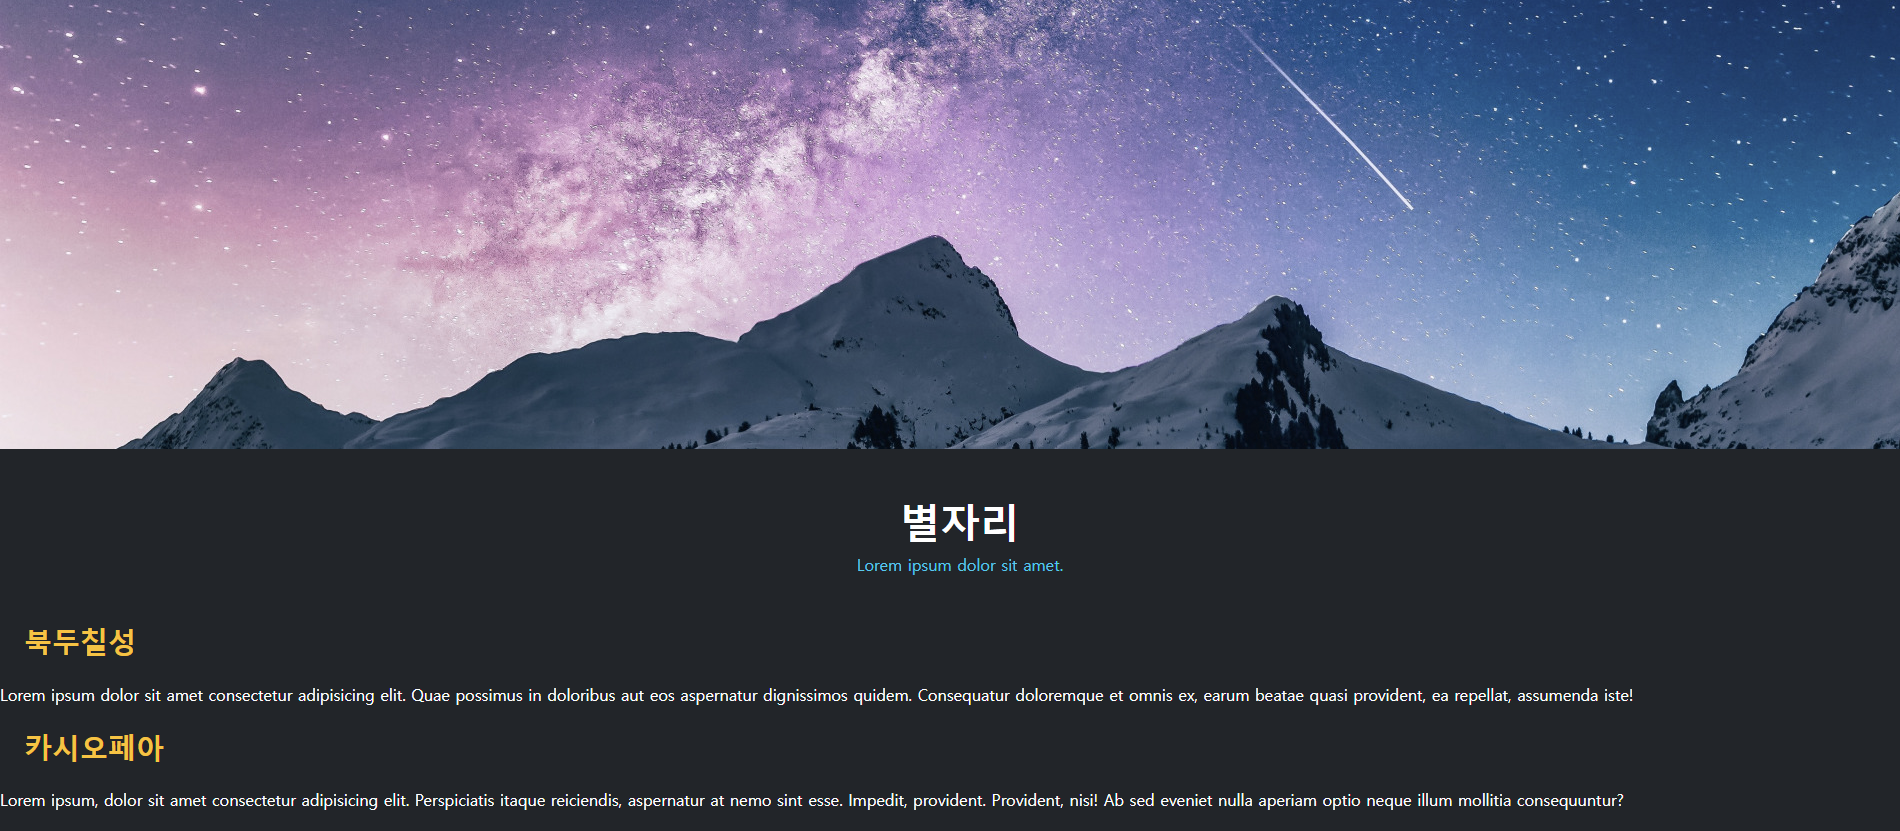 별자리
Lorem ipsum dolor sit amet.
북두칠성
Lorem ipsum dolor sit amet consectetur adipisicing elit. Quae possimus in doloribus aut eos aspernatur dignissimos quidem. Consequatur doloremque et omnis ex, earum beatae quasi provident, ea repellat, assumenda iste!
카시오페아
Lorem ipsum, dolor sit amet consectetur adipisicing elit. Perspiciatis itaque reiciendis, aspernatur at nemo sint esse. Impedit, provident. Provident, nisi! Ab sed eveniet nulla aperiam optio neque illum mollitia consequuntur?